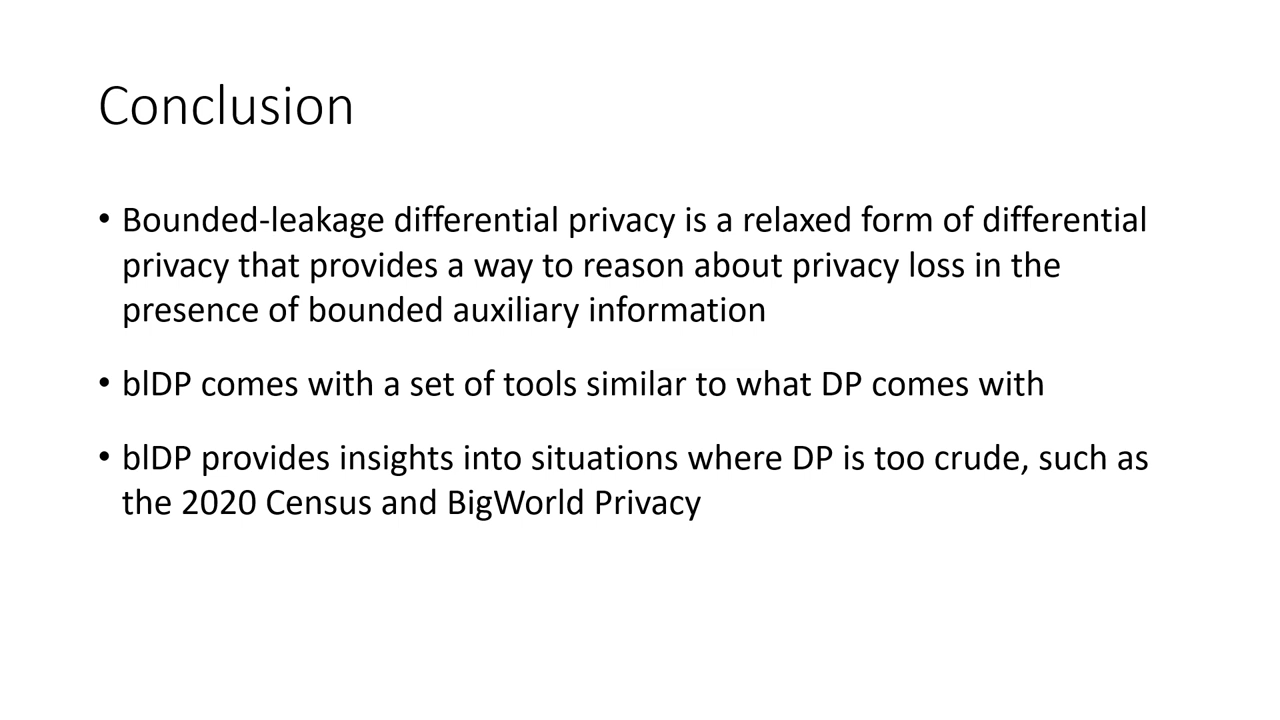 Conclusion
• Bounded-leakage differential privacy is a relaxed form of differential
privacy that provides a way to reason about privacy loss in the
presence of bounded auxiliary information
• blDP comes with a set of tools similar to what DP comes with
• blDP provides insights into situations where DP is too crude, such as
the 2020 Census and BigWorld Privacy